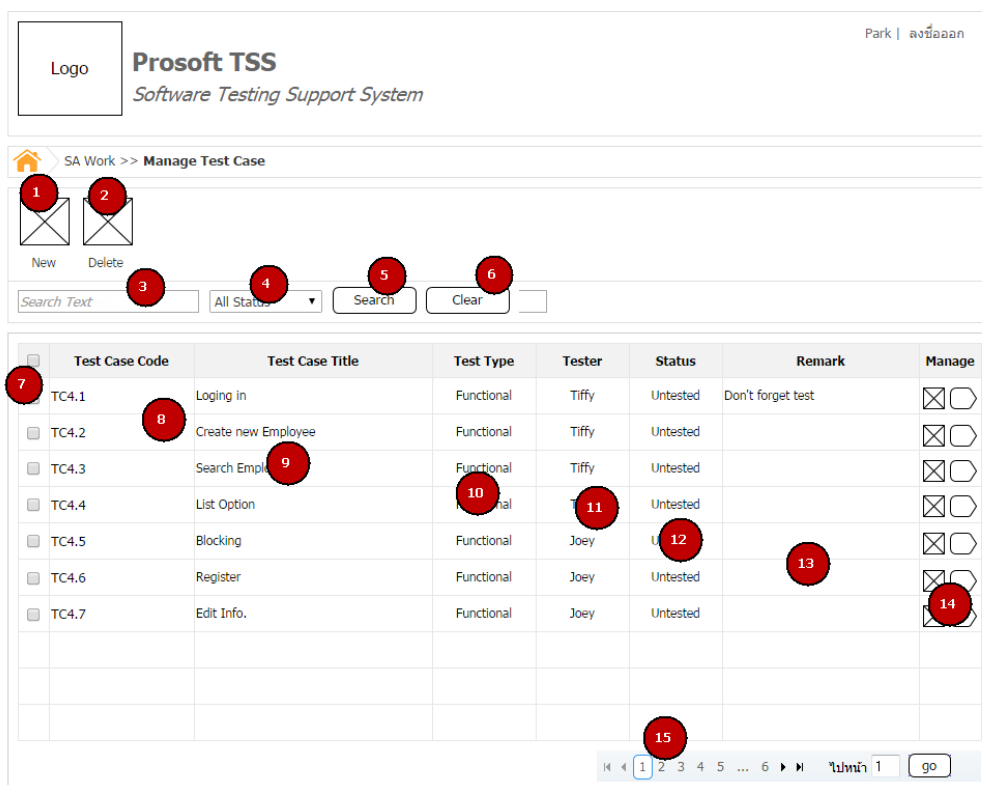 Park | ลงชื่อออก
Logo
Prosoft TSS
Software Testing Support System
SA Work >> Manage Test Case
1 2
New Delete
3 4 5 6
Search Text All Status Search Clear
Test Case Code Test Case Title Test Type Tester Status Remark Manage
7
TC4.1 Loging in Functional Tiffy Untested Don't forget test
8
TC4.2 Create new Employee Functional Tiffy Untested
9
TC4.3 Search Functional Tiffy Untested
10 11
TC4.4 List Option Untested
12
TC4.5 Blocking Functional Joey
13
TC4.6 Register Functional Joey Untested
14
TC4.7 Edit Info. Functional Joey Untested
15
1 2 3 4 5 ... 6 ไปหน้า 1 go